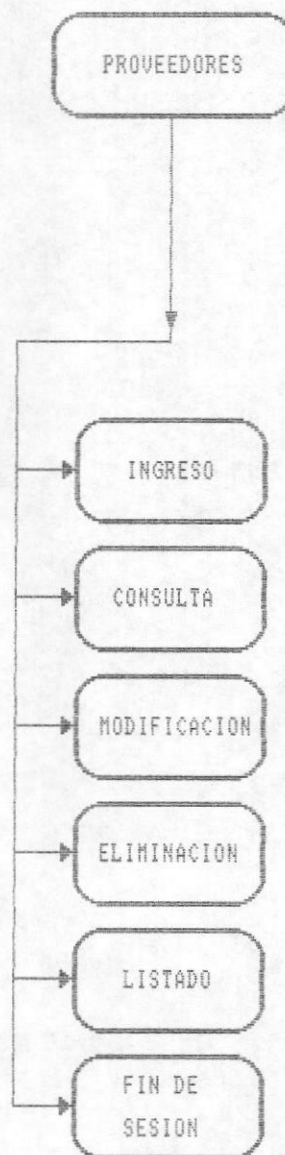 PROVEEDORES
INGRESO
CONSULTA
MODIFICACION
ELIMINACION
LISTADO
FIN DE
SESION